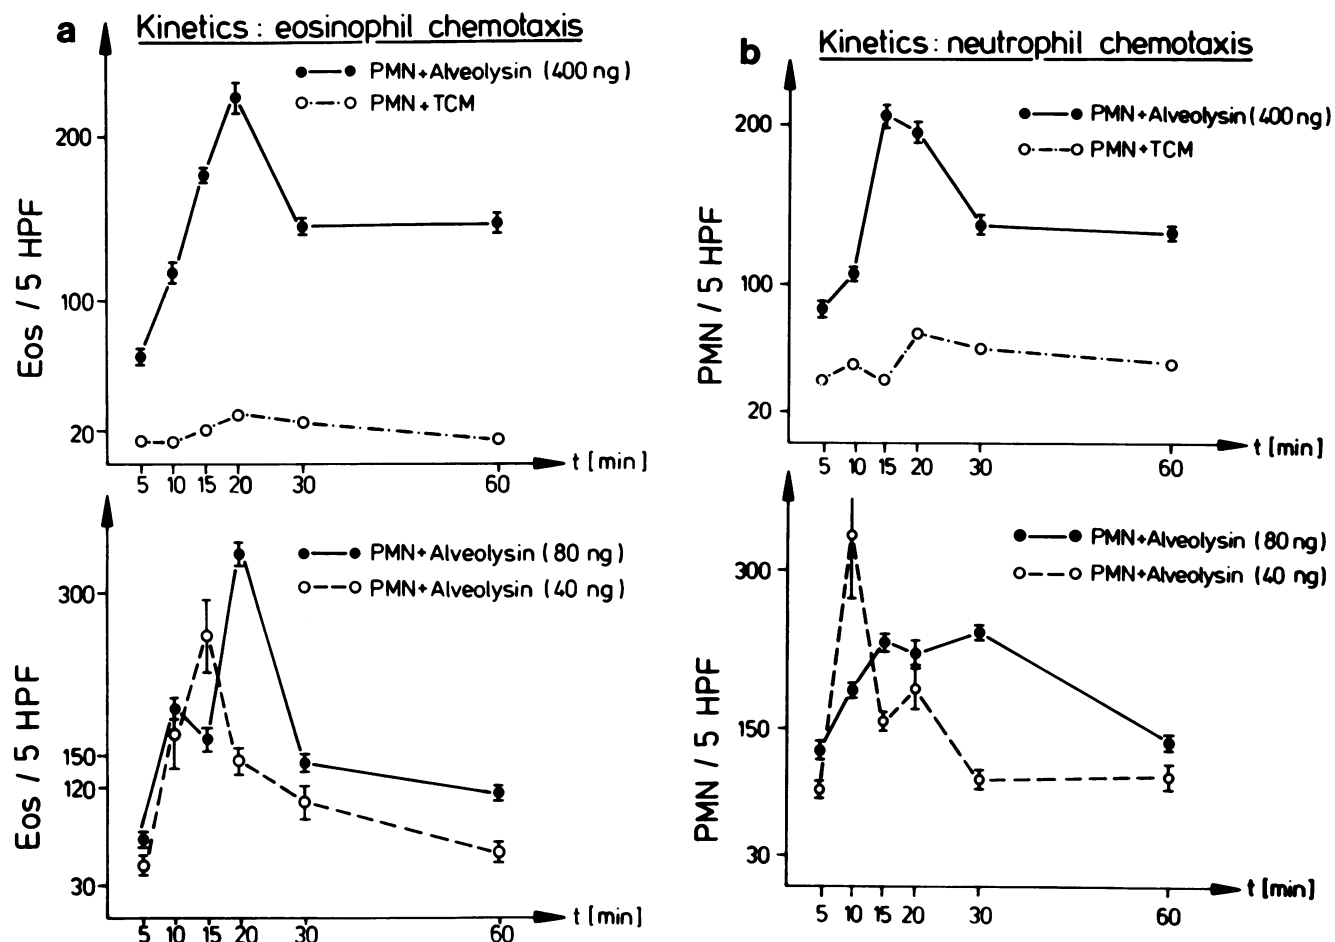 a Kinetics: eosinophil chemotaxis
PMN+Alveolysin (400 ng)
PMN+TCM
Eos / 5 HPF
200
100
20
5 10 15 20 30 60
t [min]
PMN+Alveolysin (80 ng)
PMN+Alveolysin (40 ng)
Eos / 5 HPF
300
150
120
30
5 10 15 20 30 60
t [min]
b Kinetics: neutrophil chemotaxis
PMN+Alveolysin (400 ng)
PMN+TCM
PMN / 5 HPF
200
100
20
5 10 15 20 30 60
t [min]
PMN+Alveolysin (80 ng)
PMN+Alveolysin (40 ng)
PMN / 5 HPF
300
150
30
5 10 15 20 30 60
t [min]